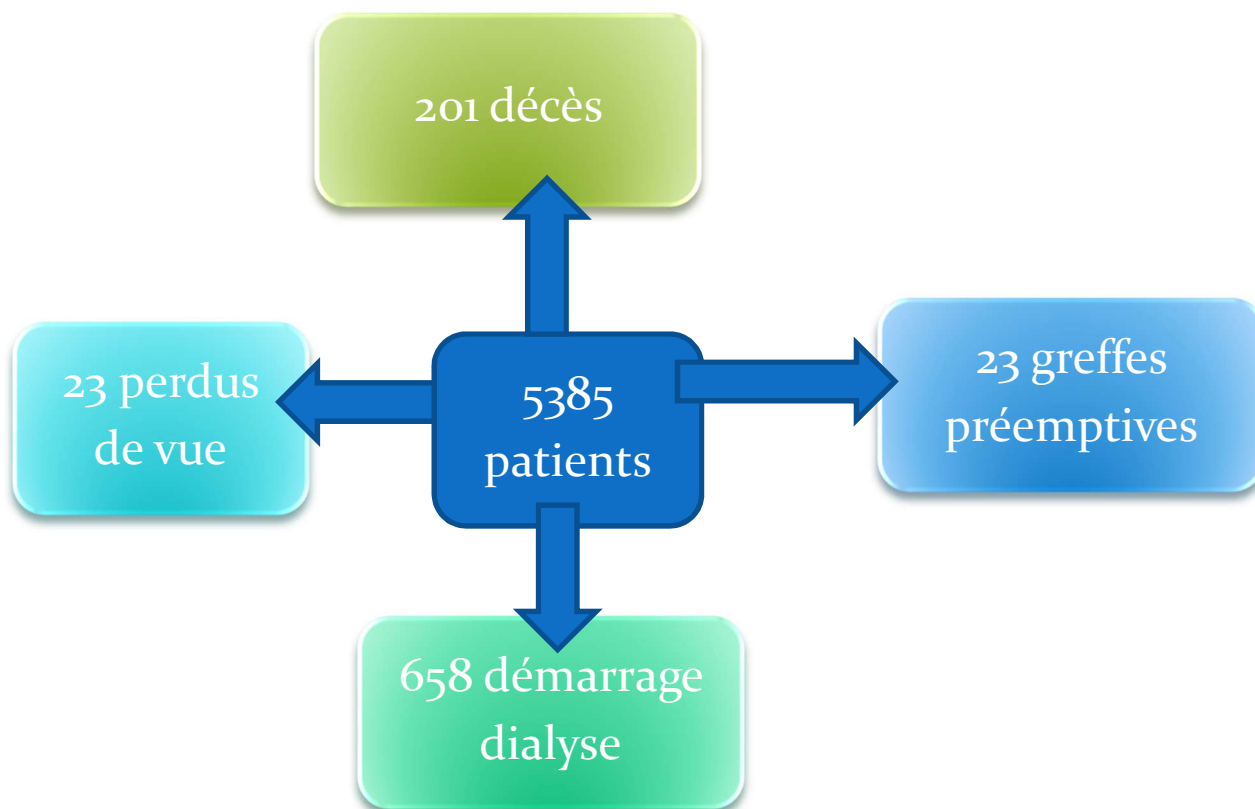 201 décès
23 perdus
de vue
5385
patients
23 greffes
préemptives
658 démarrage
dialyse